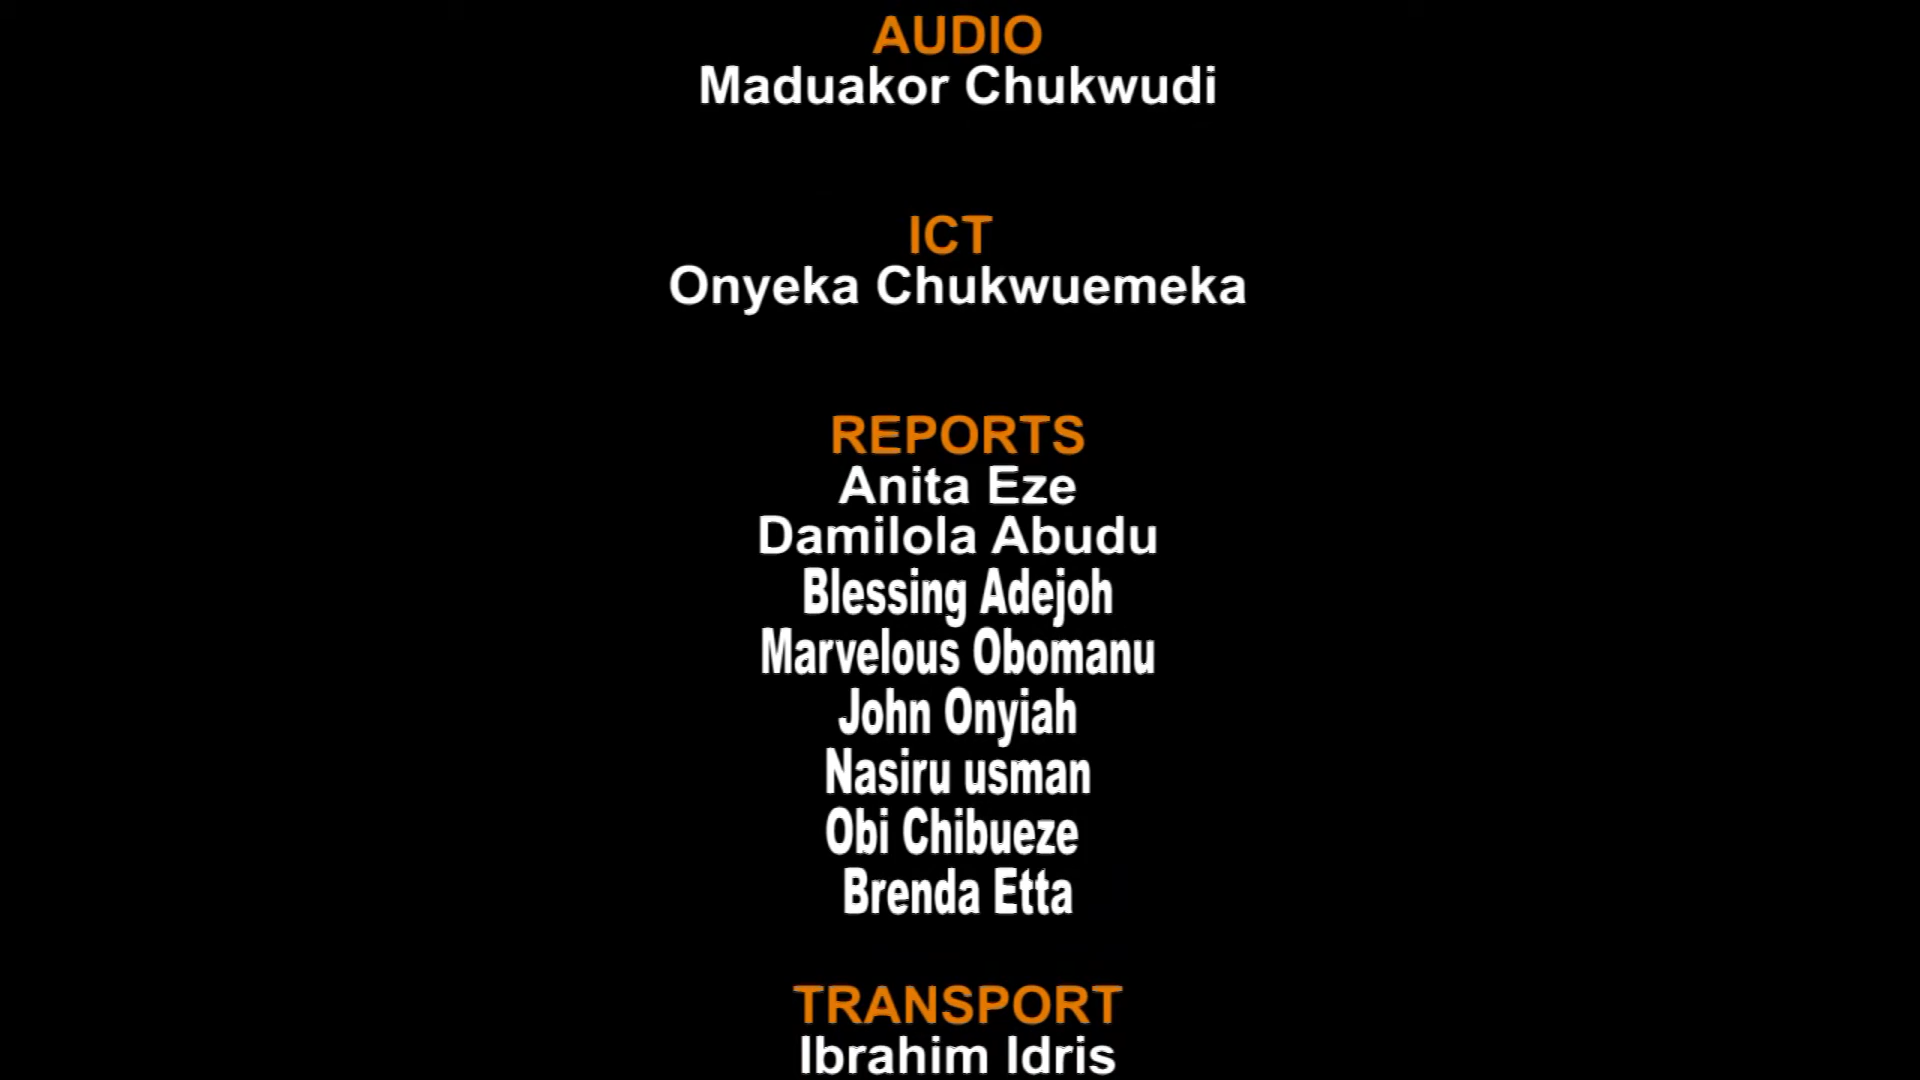 AUDIO
Maduakor Chukwudi
ICT
Onyeka Chukwuemeka
REPORTS
Anita Eze
Damilola Abudu
Blessing Adejoh
Marvelous Obomanu
John Onyiah
Nasiru usman
Obi Chibueze
Brenda Etta
TRANSPORT
Ibrahim Idris